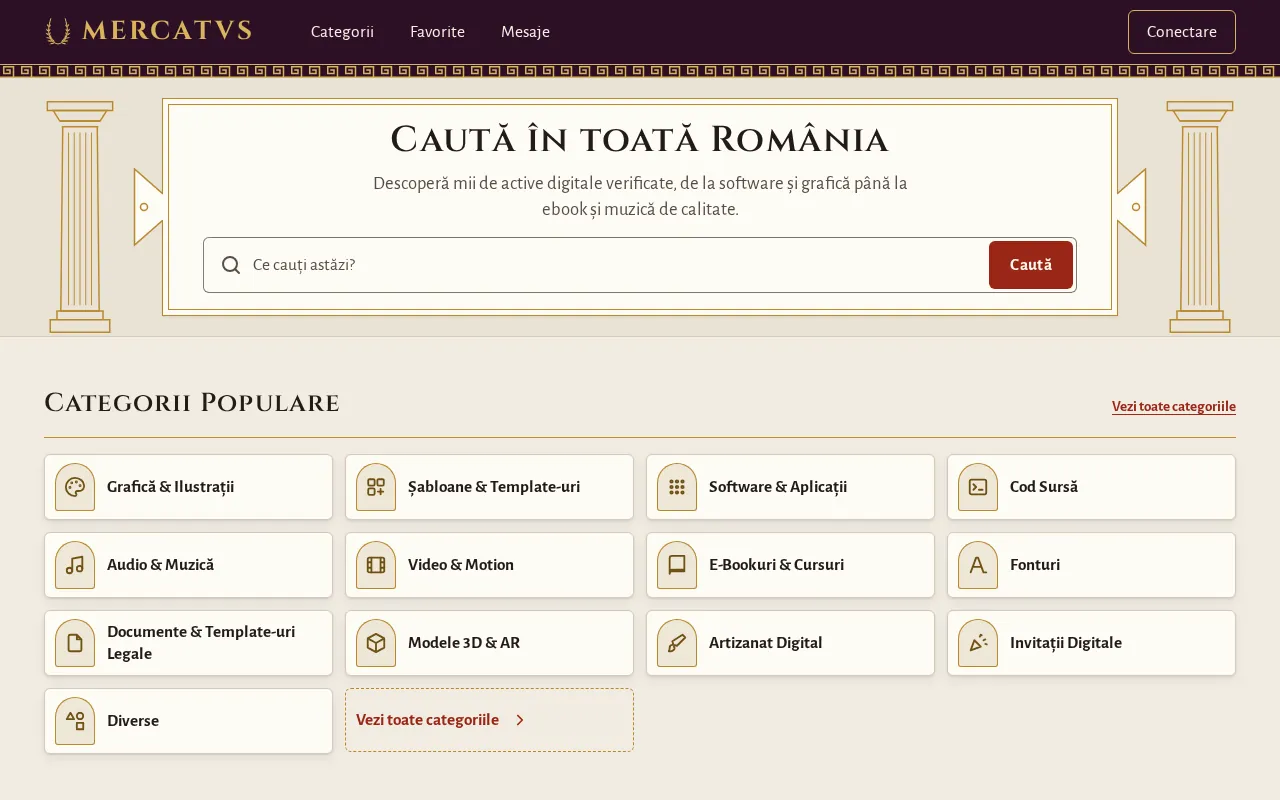 MERCATVS
Categorii
Favorite
Mesaje
Conectare
Caută în toată România
Descoperă mii de active digitale verificate, de la software și grafică până la
ebook și muzică de calitate.
Ce cauți astăzi?
Caută
Categorii Populare
Vezi toate categoriile
Grafică & Ilustrații
Șabloane & Template-uri
Software & Aplicații
Cod Sursă
Audio & Muzică
Video & Motion
E-Bookuri & Cursuri
Fonturi
Documente & Template-uri
Legale
Modele 3D & AR
Artizanat Digital
Invitații Digitale
Diverse
Vezi toate categoriile